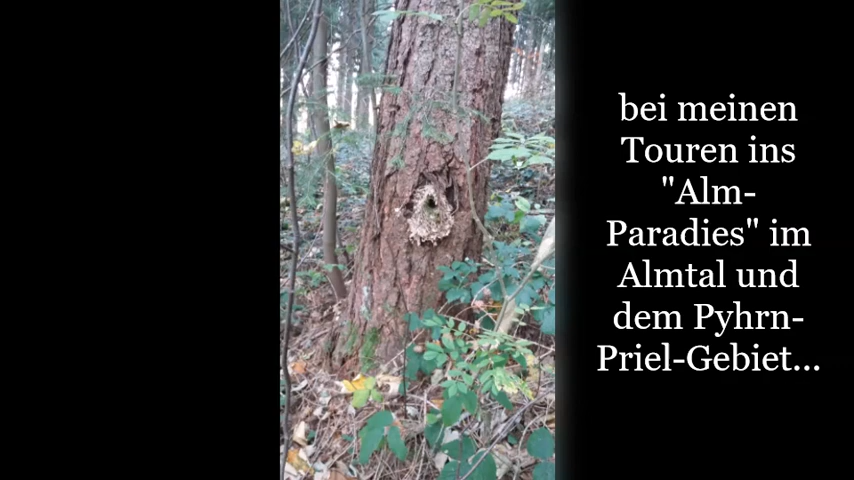 bei meinen
Touren ins
"Alm-
Paradies" im
Almtal und
dem Pyhrn-
Priel-Gebiet...